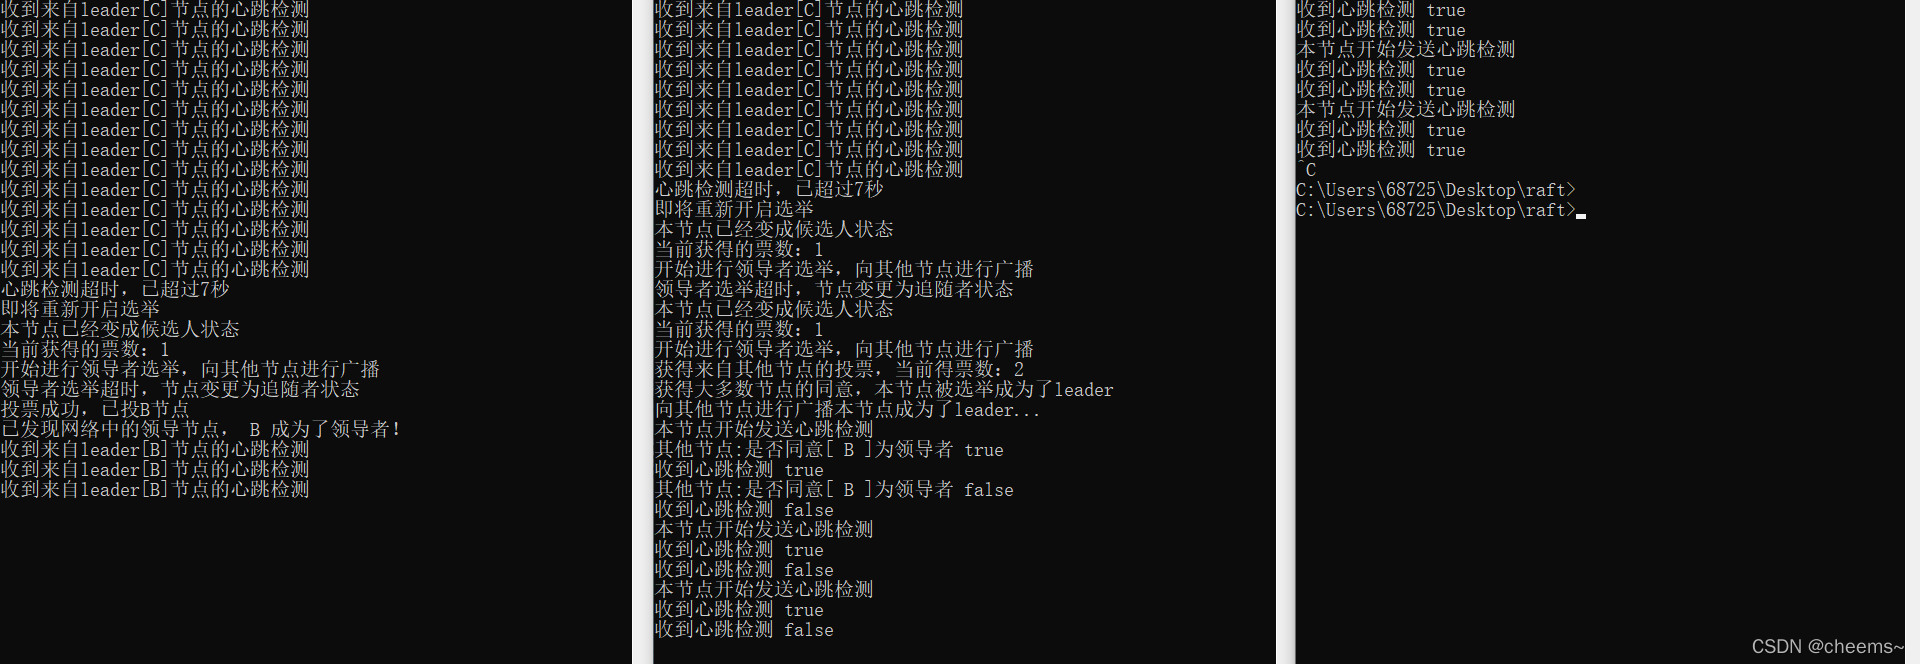 收到来自leader[C]节点的心跳检测
收到来自leader[C]节点的心跳检测
收到来自leader[C]节点的心跳检测
收到来自leader[C]节点的心跳检测
收到来自leader[C]节点的心跳检测
收到来自leader[C]节点的心跳检测
收到来自leader[C]节点的心跳检测
收到来自leader[C]节点的心跳检测
收到来自leader[C]节点的心跳检测
收到来自leader[C]节点的心跳检测
收到来自leader[C]节点的心跳检测
收到来自leader[C]节点的心跳检测
收到来自leader[C]节点的心跳检测
收到来自leader[C]节点的心跳检测
心跳检测超时，已超过7秒
即将重新开启选举
本节点已经变成候选人状态
当前获得的票数：1
开始进行领导者选举，向其他节点进行广播
领导者选举超时，节点变更为追随者状态
投票成功，已投B节点
已发现网络中的领导节点， B 成为了领导者！
收到来自leader[B]节点的心跳检测
收到来自leader[B]节点的心跳检测
收到来自leader[B]节点的心跳检测
收到来自leader[C]节点的心跳检测
收到来自leader[C]节点的心跳检测
收到来自leader[C]节点的心跳检测
收到来自leader[C]节点的心跳检测
收到来自leader[C]节点的心跳检测
收到来自leader[C]节点的心跳检测
收到来自leader[C]节点的心跳检测
收到来自leader[C]节点的心跳检测
收到来自leader[C]节点的心跳检测
心跳检测超时，已超过7秒
即将重新开启选举
本节点已经变成候选人状态
当前获得的票数：1
开始进行领导者选举，向其他节点进行广播
领导者选举超时，节点变更为追随者状态
本节点已经变成候选人状态
当前获得的票数：1
开始进行领导者选举，向其他节点进行广播
获得来自其他节点的投票，当前得票数：2
获得大多数节点的同意，本节点被选举成为了leader
向其他节点进行广播本节点成为了leader...
本节点开始发送心跳检测
其他节点:是否同意[ B ]为领导者 true
收到心跳检测 true
其他节点:是否同意[ B ]为领导者 false
收到心跳检测 false
本节点开始发送心跳检测
收到心跳检测 true
收到心跳检测 false
本节点开始发送心跳检测
收到心跳检测 true
收到心跳检测 false
收到心跳检测 true
收到心跳检测 true
本节点开始发送心跳检测
收到心跳检测 true
收到心跳检测 true
本节点开始发送心跳检测
收到心跳检测 true
收到心跳检测 true
^C
C:\Users\68725\Desktop\raft>
C:\Users\68725\Desktop\raft>
CSDN @cheems~